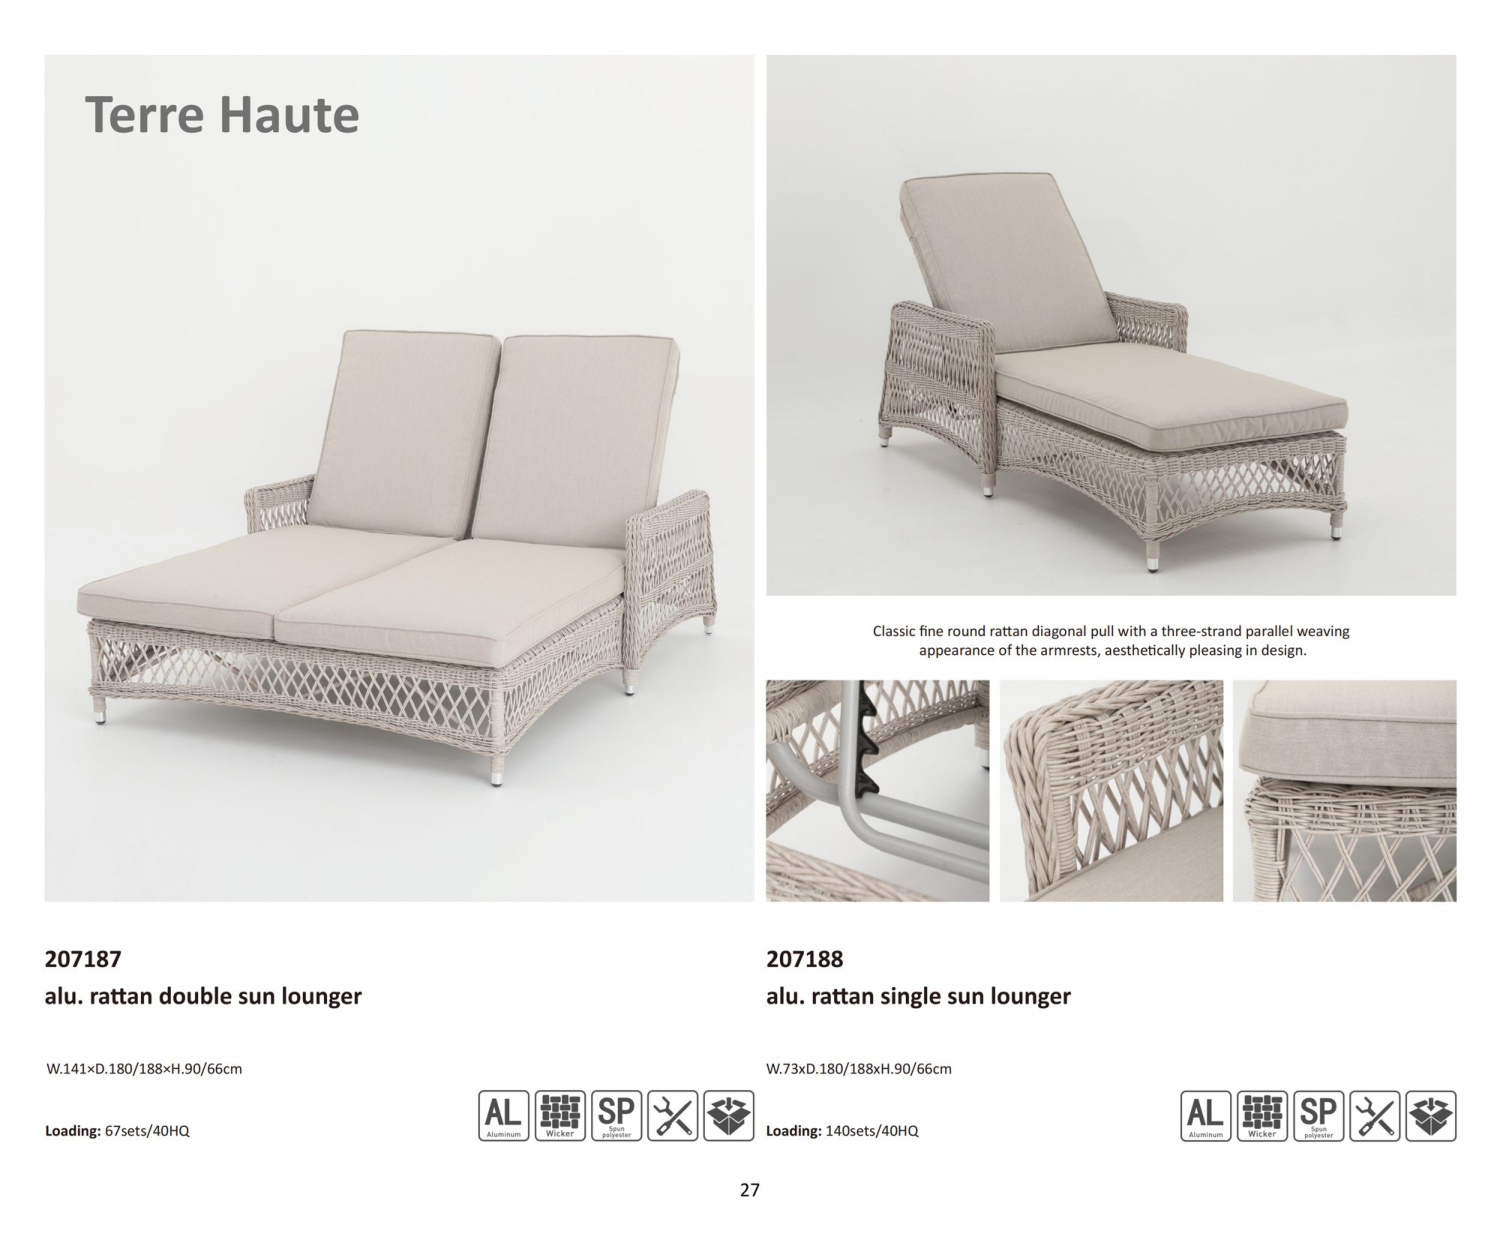 Terre Haute
Classic fine round rattan diagonal pull with a three-strand parallel weaving
appearance of the armrests, aesthetically pleasing in design.
207187
alu. rattan double sun lounger
W.141×D.180/188×H.90/66cm
Loading: 67sets/40HQ
AL
Aluminum
Wicker
SP
Spun
polyester
207188
alu. rattan single sun lounger
W.73xD.180/188xH.90/66cm
Loading: 140sets/40HQ
AL
Aluminum
Wicker
SP
Spun
polyester
27